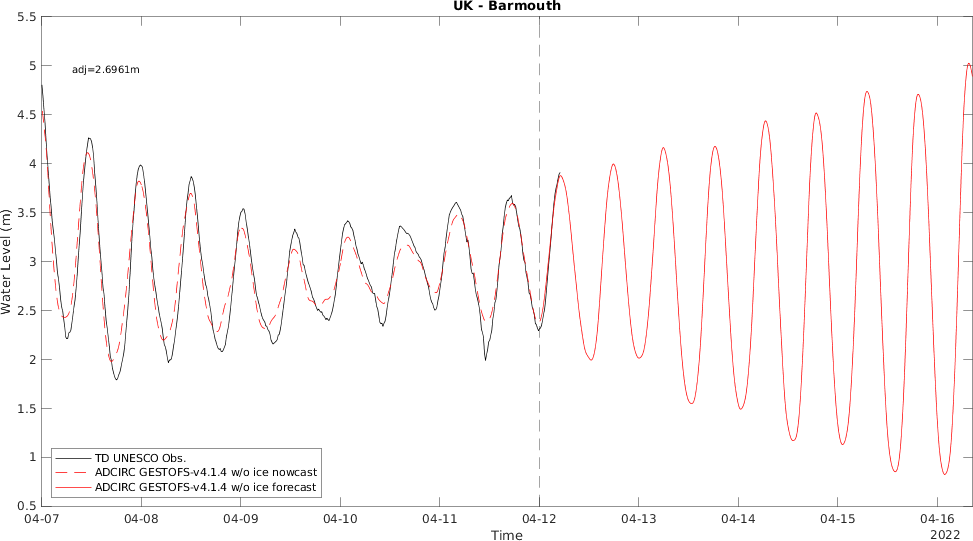 UK - Barmouth
5.5
5
4.5
4
3.5
3
2.5
2
1.5
1
0.5
Water Level (m)
adj=2.6961m
TD UNESCO Obs.
ADCIRC GESTOFS-v4.1.4 w/o ice nowcast
ADCIRC GESTOFS-v4.1.4 w/o ice forecast
04-07 04-08 04-09 04-10 04-11 04-12 04-13 04-14 04-15 04-16
Time
2022